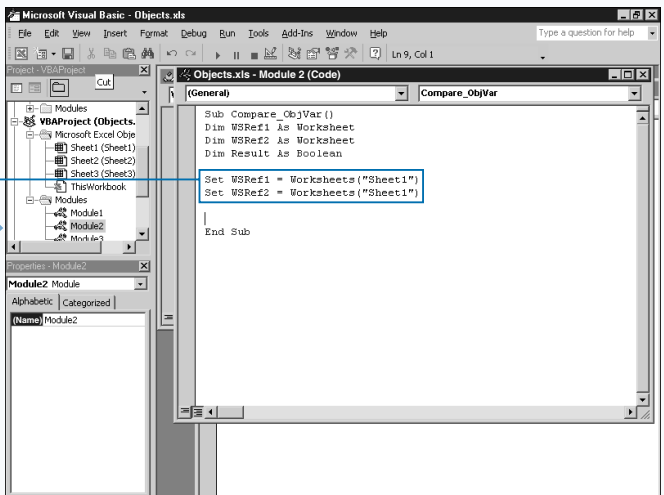 Microsoft Visual Basic - Objects.xls
File Edit View Insert Format Debug Run Tools Add-Ins Window Help
Type a question for help
Ln 9, Col 1
Project - VBAProject
Cut
Modules
VBAProject (Objects.
Microsoft Excel Obje
Sheet1 (Sheet1)
Sheet2 (Sheet2)
Sheet3 (Sheet3)
ThisWorkbook
Modules
Module1
Module2
Module3
Properties - Module2
Module2 Module
Alphabetic Categorized
(Name) Module2
Objects.xls - Module 2 (Code)
(General) Compare_ObjVar
Sub Compare_ObjVar()
Dim WSRef1 As Worksheet
Dim WSRef2 As Worksheet
Dim Result As Boolean
Set WSRef1 = Worksheets("Sheet1")
Set WSRef2 = Worksheets("Sheet1")
End Sub